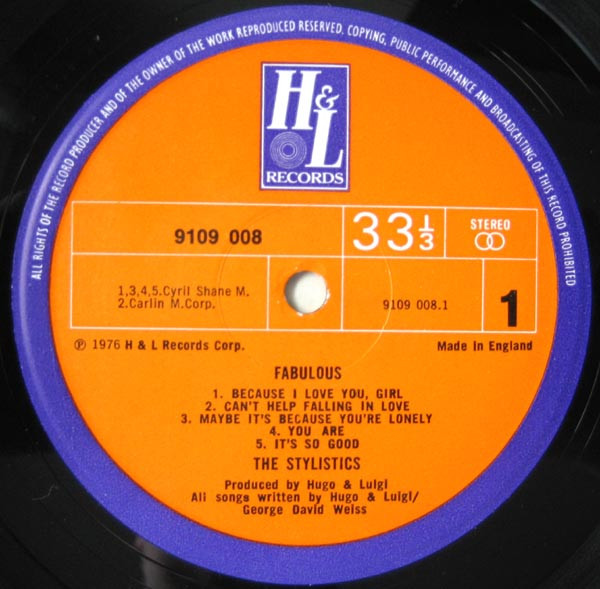 ALL RIGHTS OF THE RECORD PRODUCER AND OF THE OWNER OF THE WORK REPRODUCED RESERVED. COPYING, PUBLIC PERFORMANCE AND BROADCASTING OF THIS RECORD PROHIBITED
H&L
RECORDS
9109 008
33 1/3
STEREO
1,3,4,5.Cyril Shane M.
2.Carlin M.Corp.
9109 008.1
1
℗ 1976 H & L Records Corp.
Made in England
FABULOUS
1. BECAUSE I LOVE YOU, GIRL
2. CAN'T HELP FALLING IN LOVE
3. MAYBE IT'S BECAUSE YOU'RE LONELY
4. YOU ARE
5. IT'S SO GOOD
THE STYLISTICS
Produced by Hugo & Luigi
All songs written by Hugo & Luigi/
George David Weiss